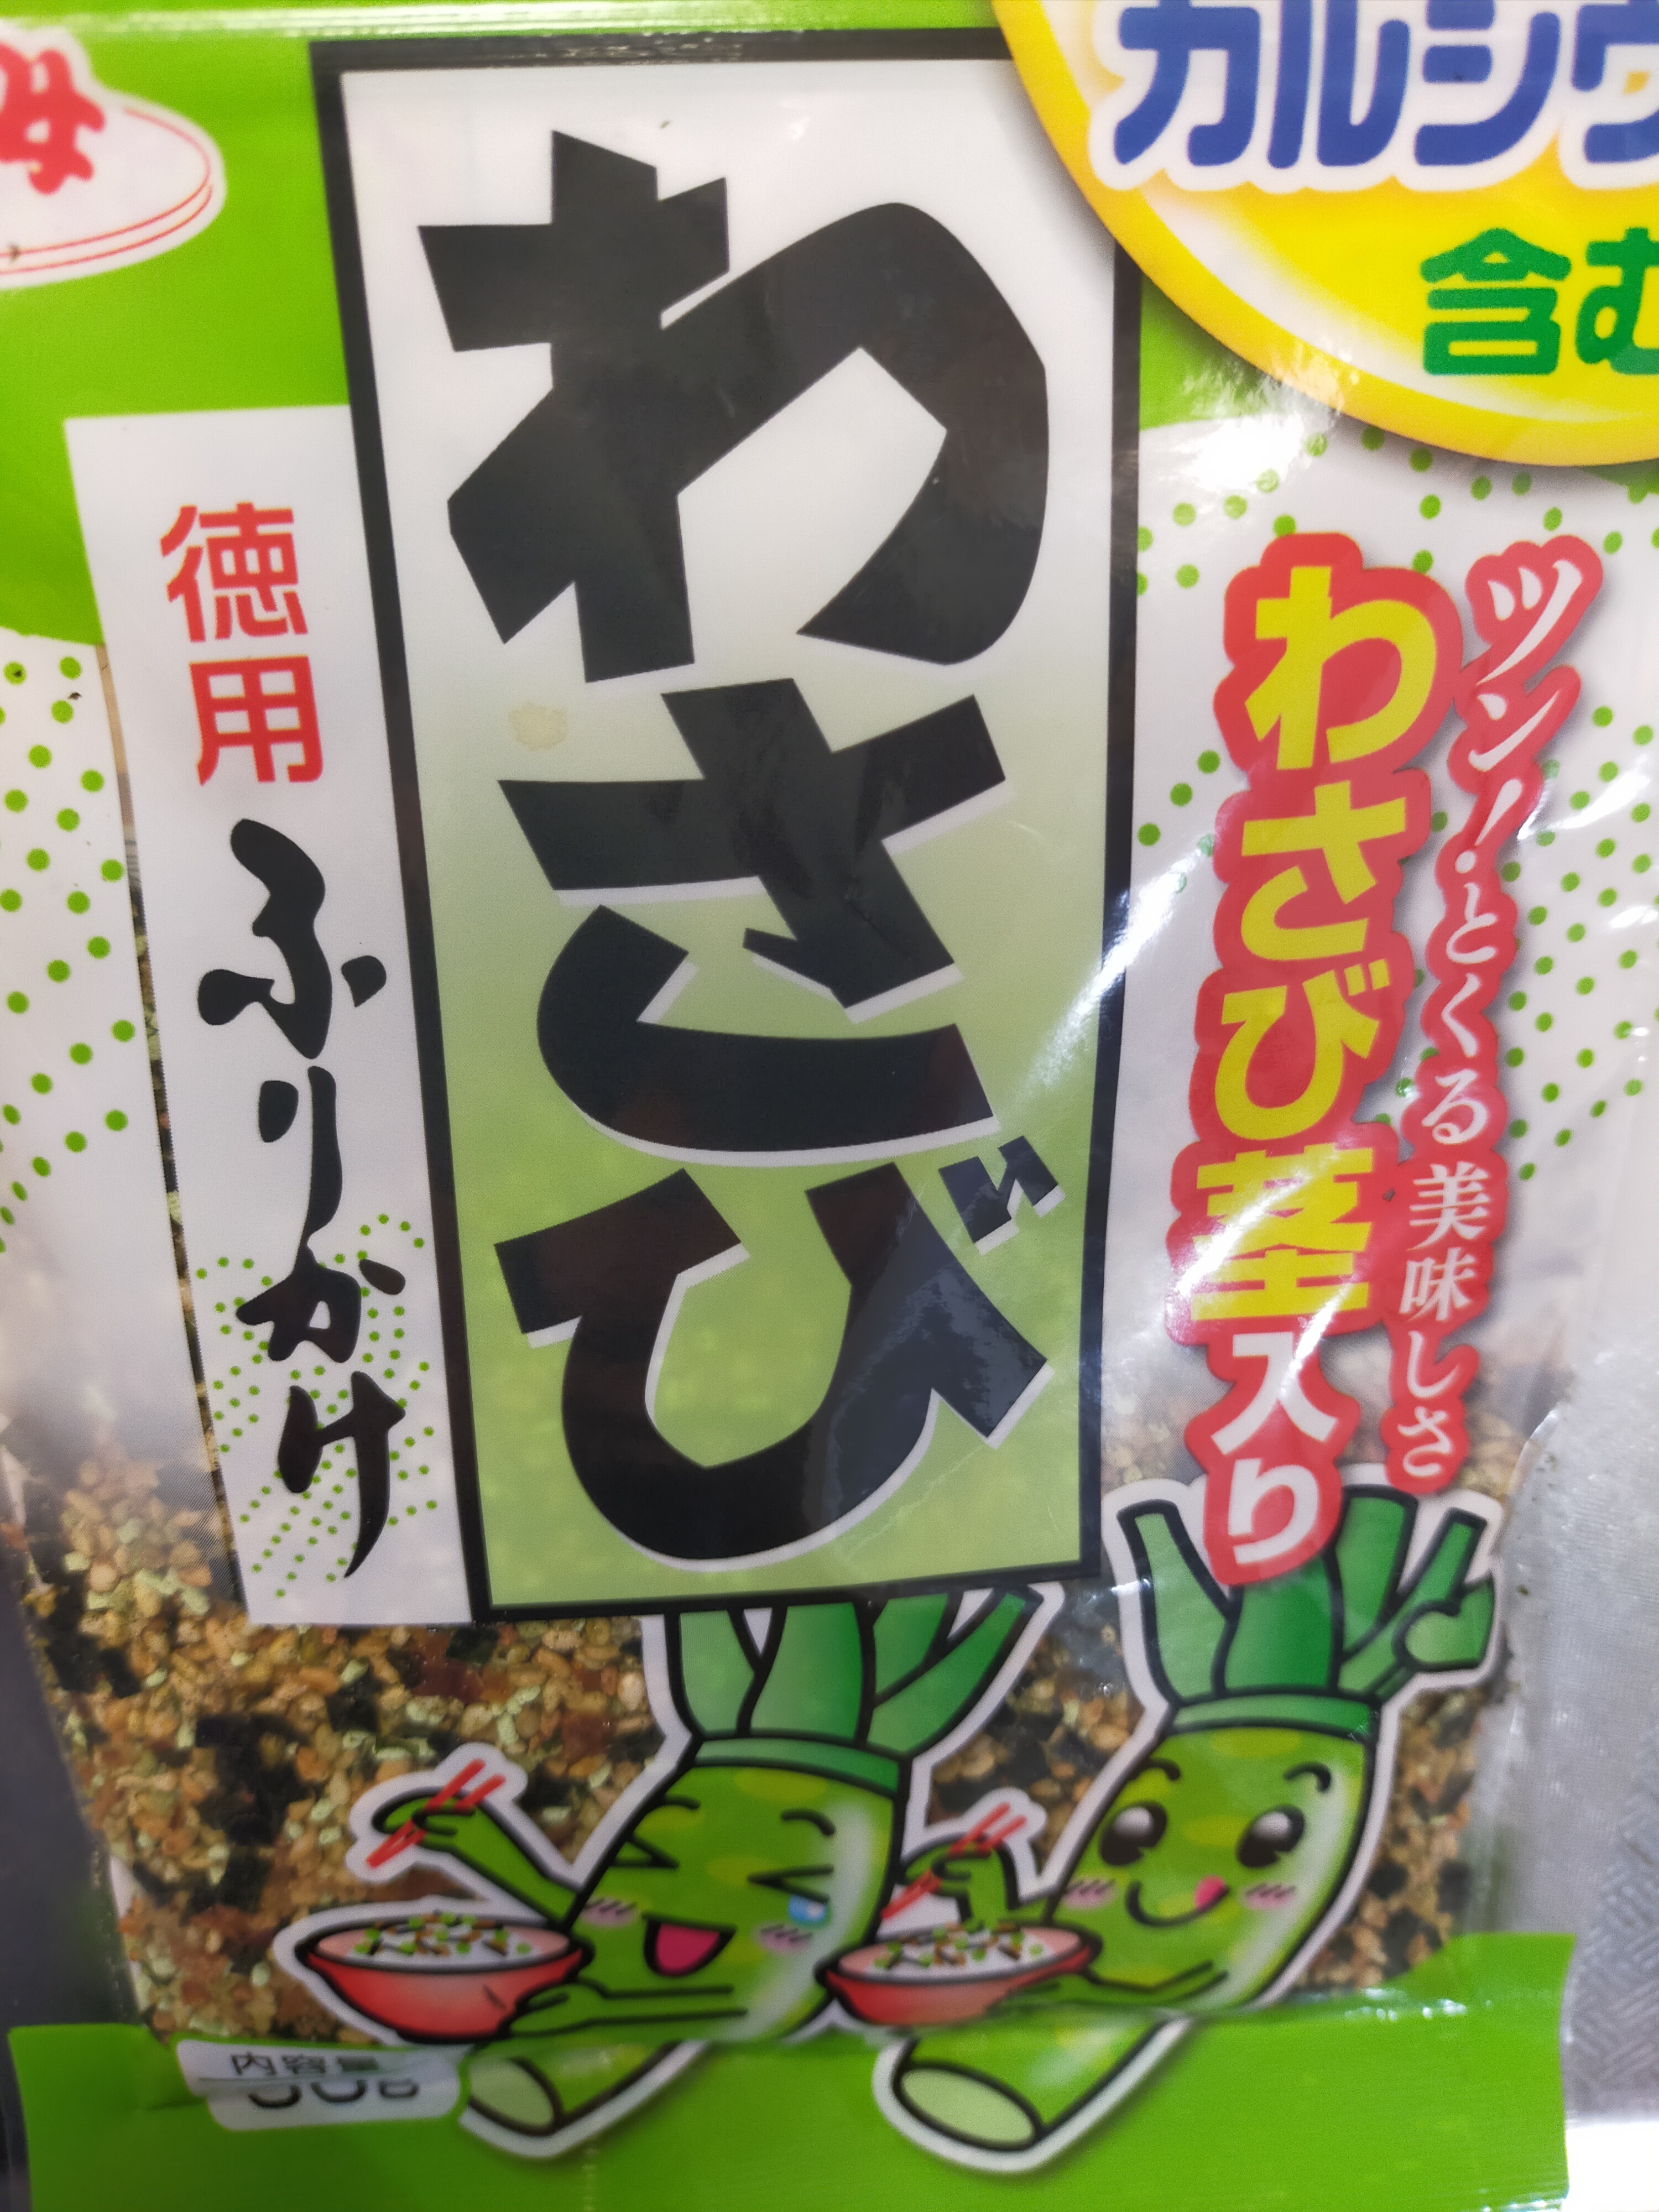 カルシウ
含む
ツン！とくる美味しさ
わさび茎入り
わさび
徳用
ふりかけ
内容量